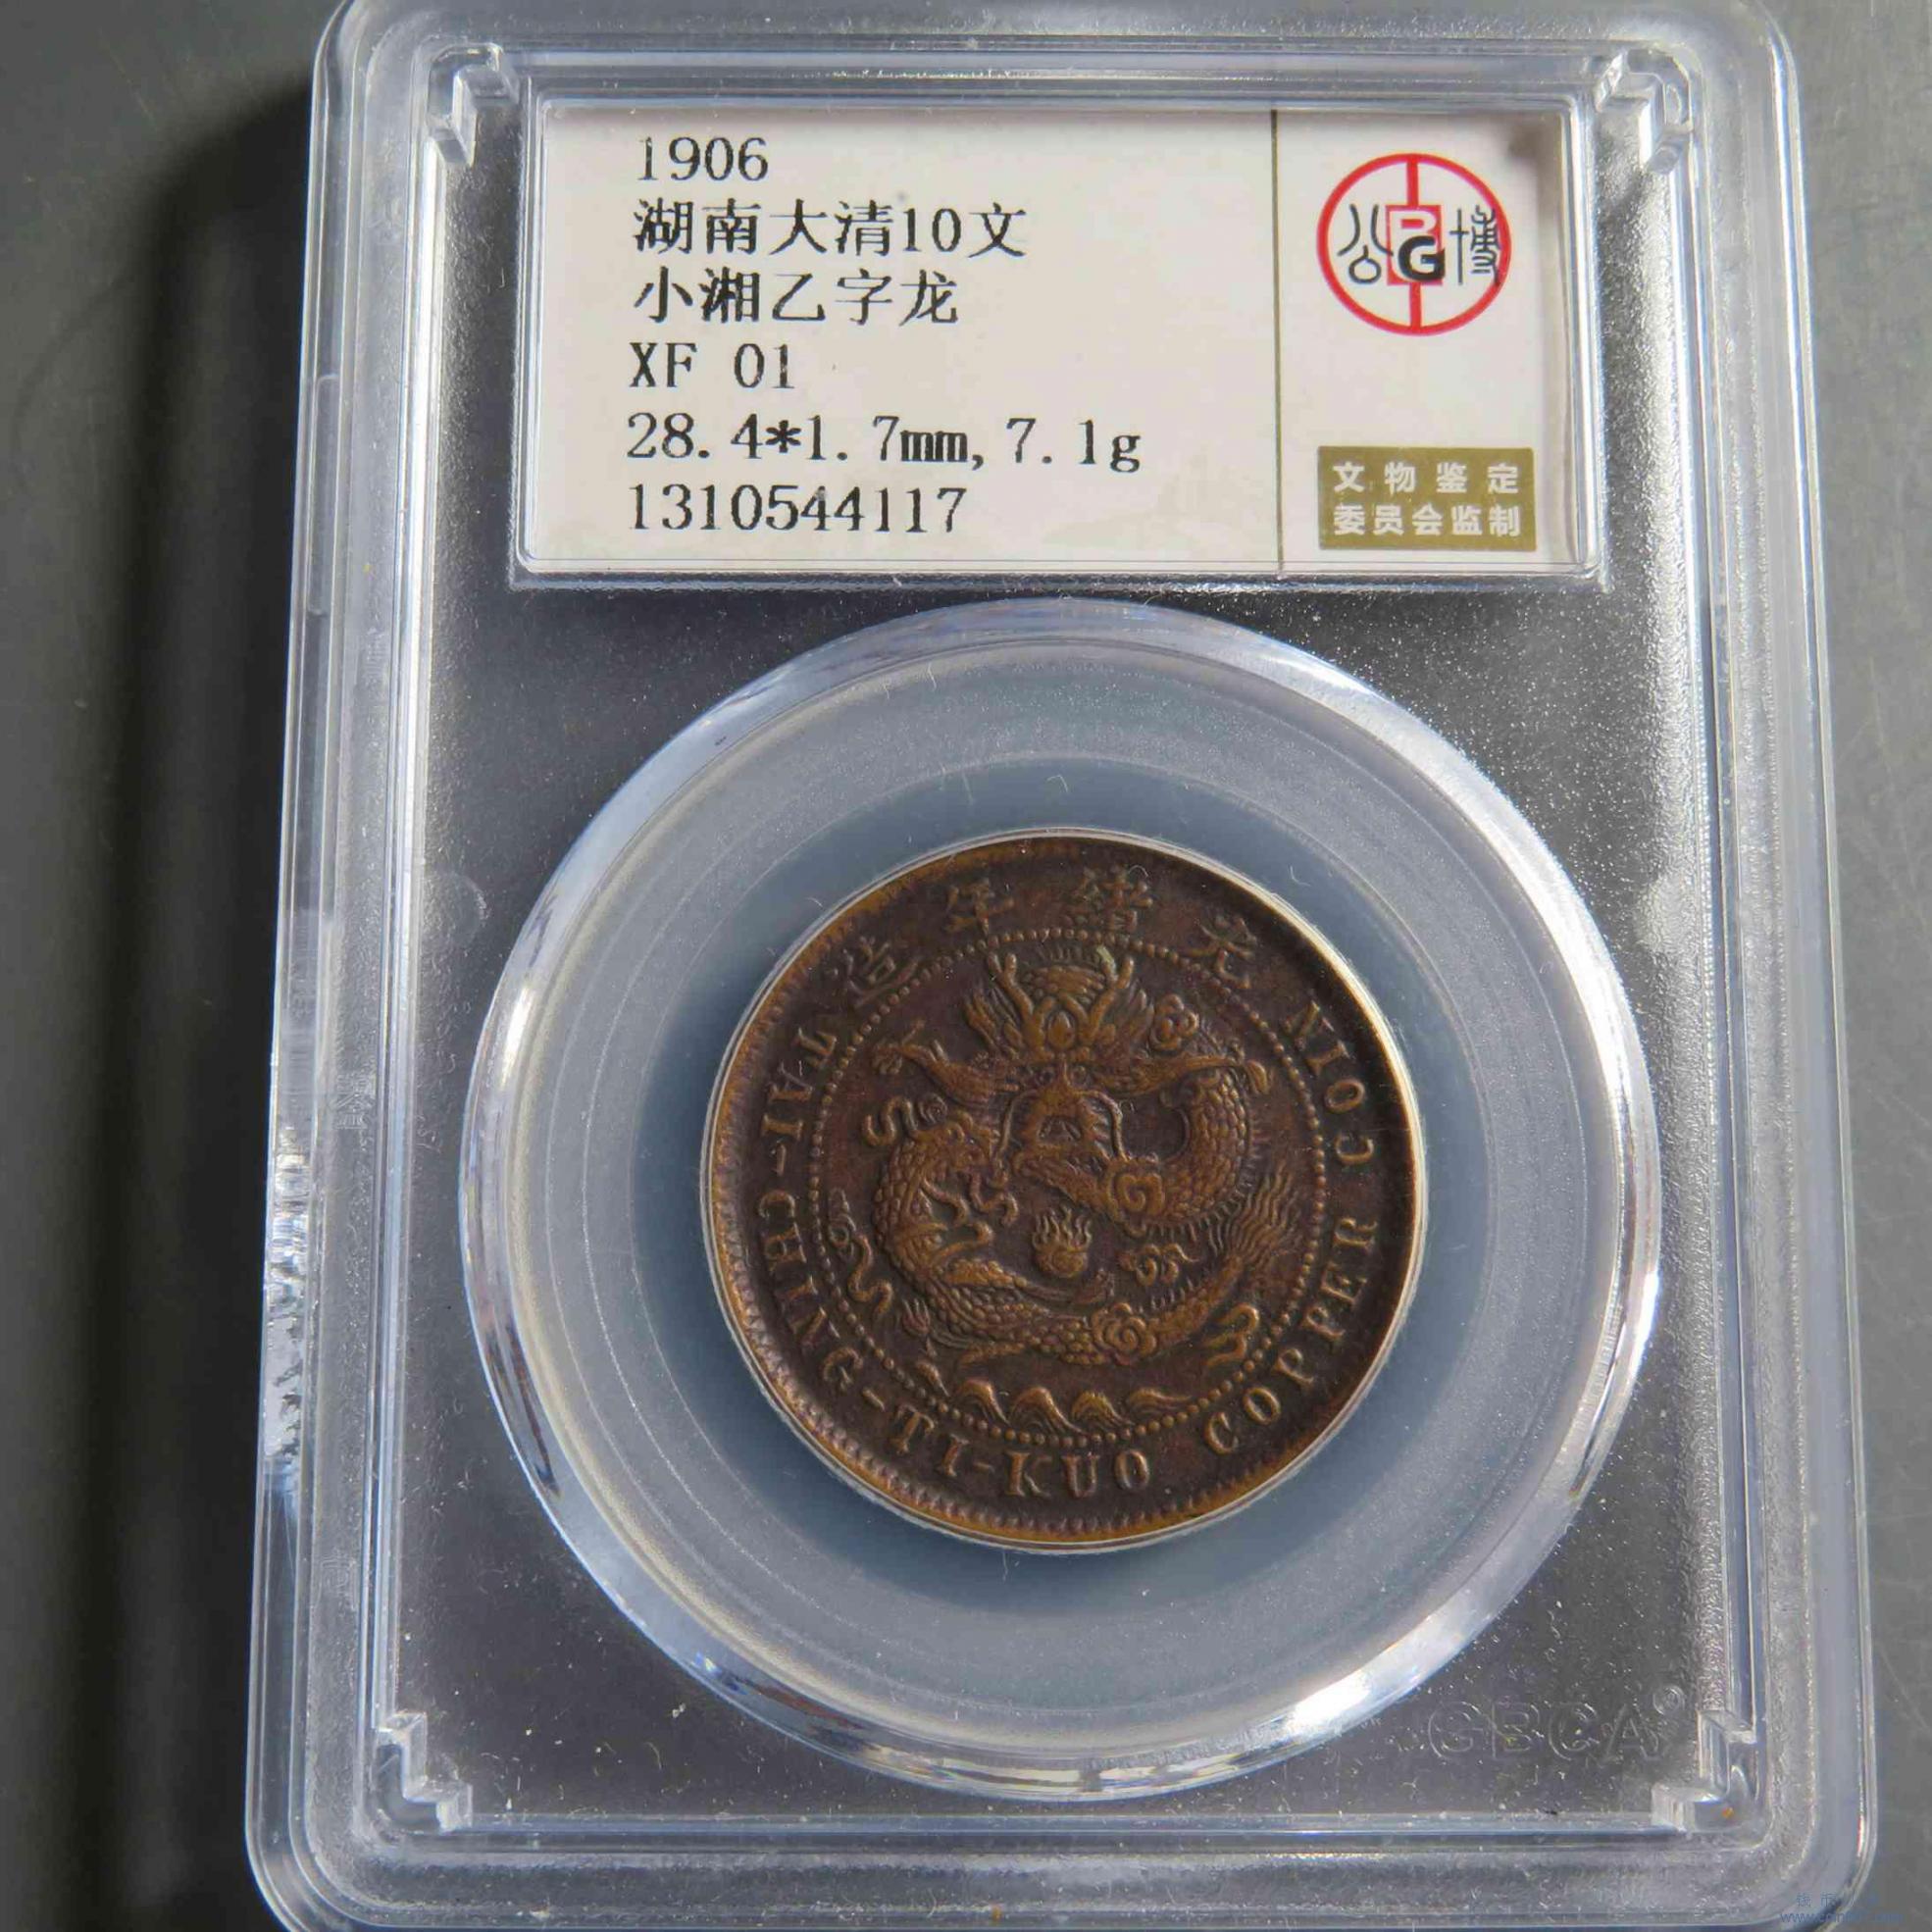 1906
湖南大清10文
小湘乙字龙
XF 01
28.4*1.7mm,7.1g
1310544117
公 PG 博
文物鉴定
委员会监制
造年緒光
TAI-CHING-TI-KUO COPPER COIN
GBCA